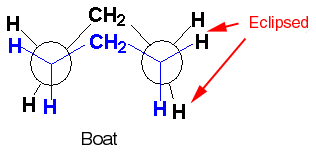 CH2
H H Eclipsed
H CH2 H
H H H H
Boat